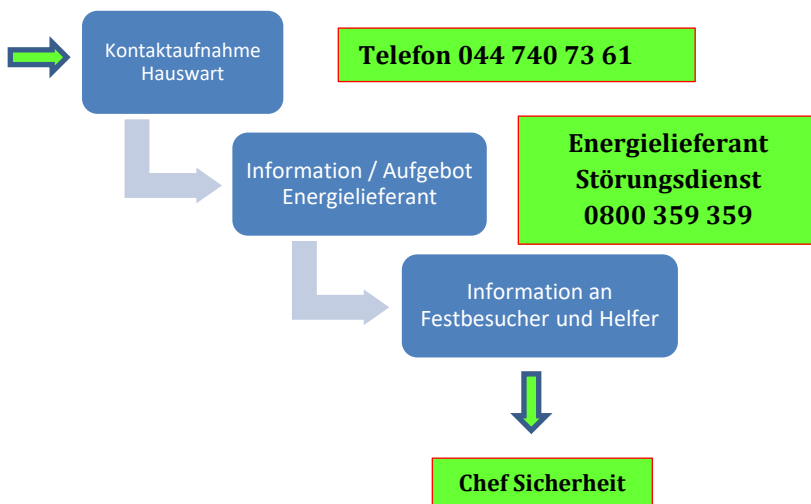 Kontaktaufnahme
Hauswart
Telefon 044 740 73 61
Information / Aufgebot
Energielieferant
Energielieferant
Störungsdienst
0800 359 359
Information an
Festbesucher und Helfer
Chef Sicherheit